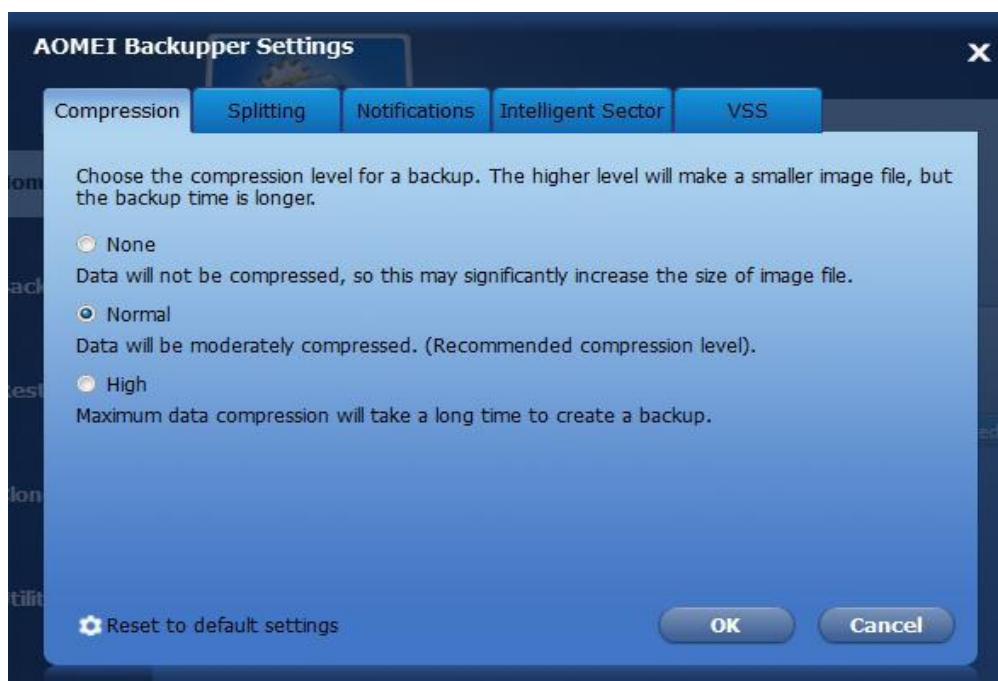 AOMEI Backupper Settings
X
Compression Splitting Notifications Intelligent Sector VSS
Choose the compression level for a backup. The higher level will make a smaller image file, but
the backup time is longer.
None
Data will not be compressed, so this may significantly increase the size of image file.
Normal
Data will be moderately compressed. (Recommended compression level).
High
Maximum data compression will take a long time to create a backup.
Reset to default settings
OK Cancel